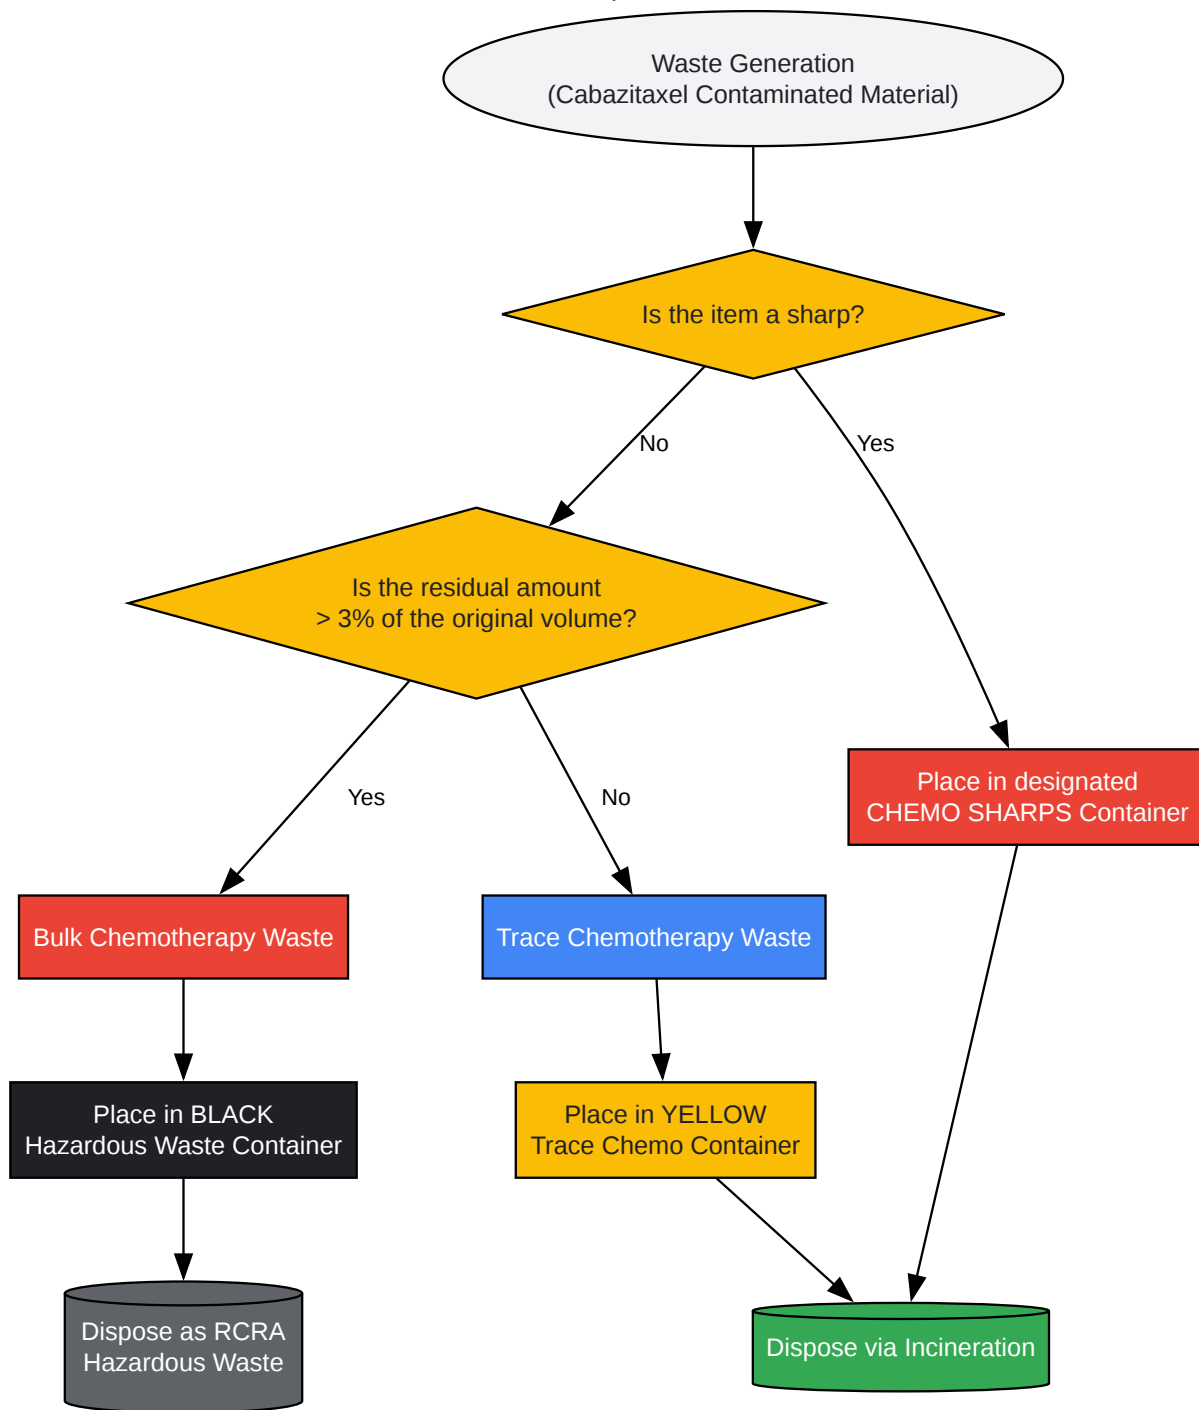 Waste Generation
(Cabazitaxel Contaminated Material)
Is the item a sharp?
No
Yes
Is the residual amount
> 3% of the original volume?
Yes
No
Place in designated
CHEMO SHARPS Container
Bulk Chemotherapy Waste
Trace Chemotherapy Waste
Place in BLACK
Hazardous Waste Container
Place in YELLOW
Trace Chemo Container
Dispose as RCRA
Hazardous Waste
Dispose via Incineration